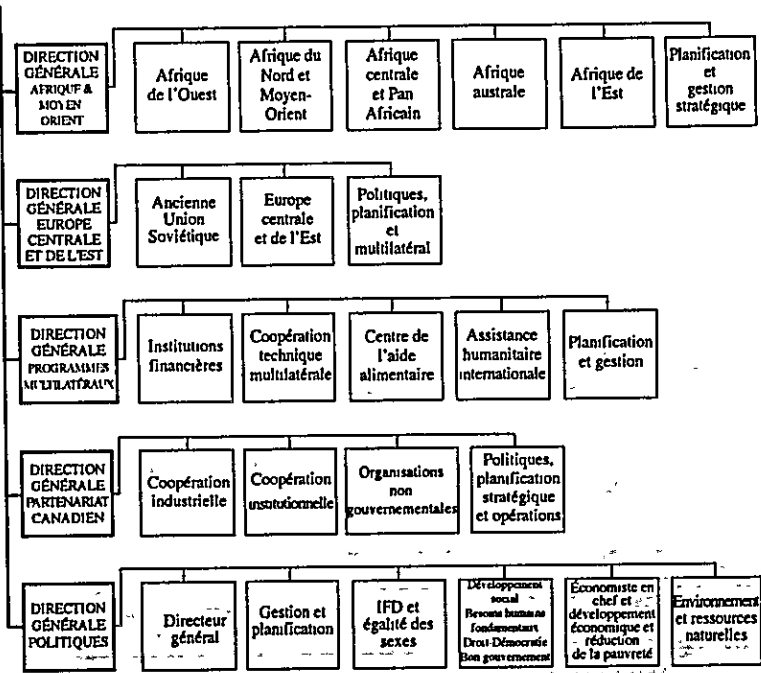 DIRECTION
GÉNÉRALE
AFRIQUE &
MOYEN
ORIENT
Afrique
de l'Ouest
Afrique du
Nord et
Moyen-
Orient
Afrique
centrale
et Pan
Africain
Afrique
australe
Afrique de
l'Est
Planification
et
gestion
stratégique
DIRECTION
GÉNÉRALE
EUROPE
CENTRALE
ET DE L'EST
Ancienne
Union
Soviétique
Europe
centrale
et de l'Est
Politiques,
planification
et
multilatéral
DIRECTION
GÉNÉRALE
PROGRAMMES
MULTILATÉRAUX
Institutions
financières
Coopération
technique
multilatérale
Centre de
l'aide
alimentaire
Assistance
humanitaire
internationale
Planification
et gestion
DIRECTION
GÉNÉRALE
PARTENARIAT
CANADIEN
Coopération
industrielle
Coopération
institutionnelle
Organisations
non
gouvernementales
Politiques,
planification
stratégique
et opérations
DIRECTION
GÉNÉRALE
POLITIQUES
Directeur
général
Gestion et
planification
IFD et
égalité des
sexes
Développement
social
Besoins humains
fondamentaux
Droit-Démocratie
Bon gouvernement
Économiste en
chef et
développement
économique et
réduction
de la pauvreté
Environnement
et ressources
naturelles